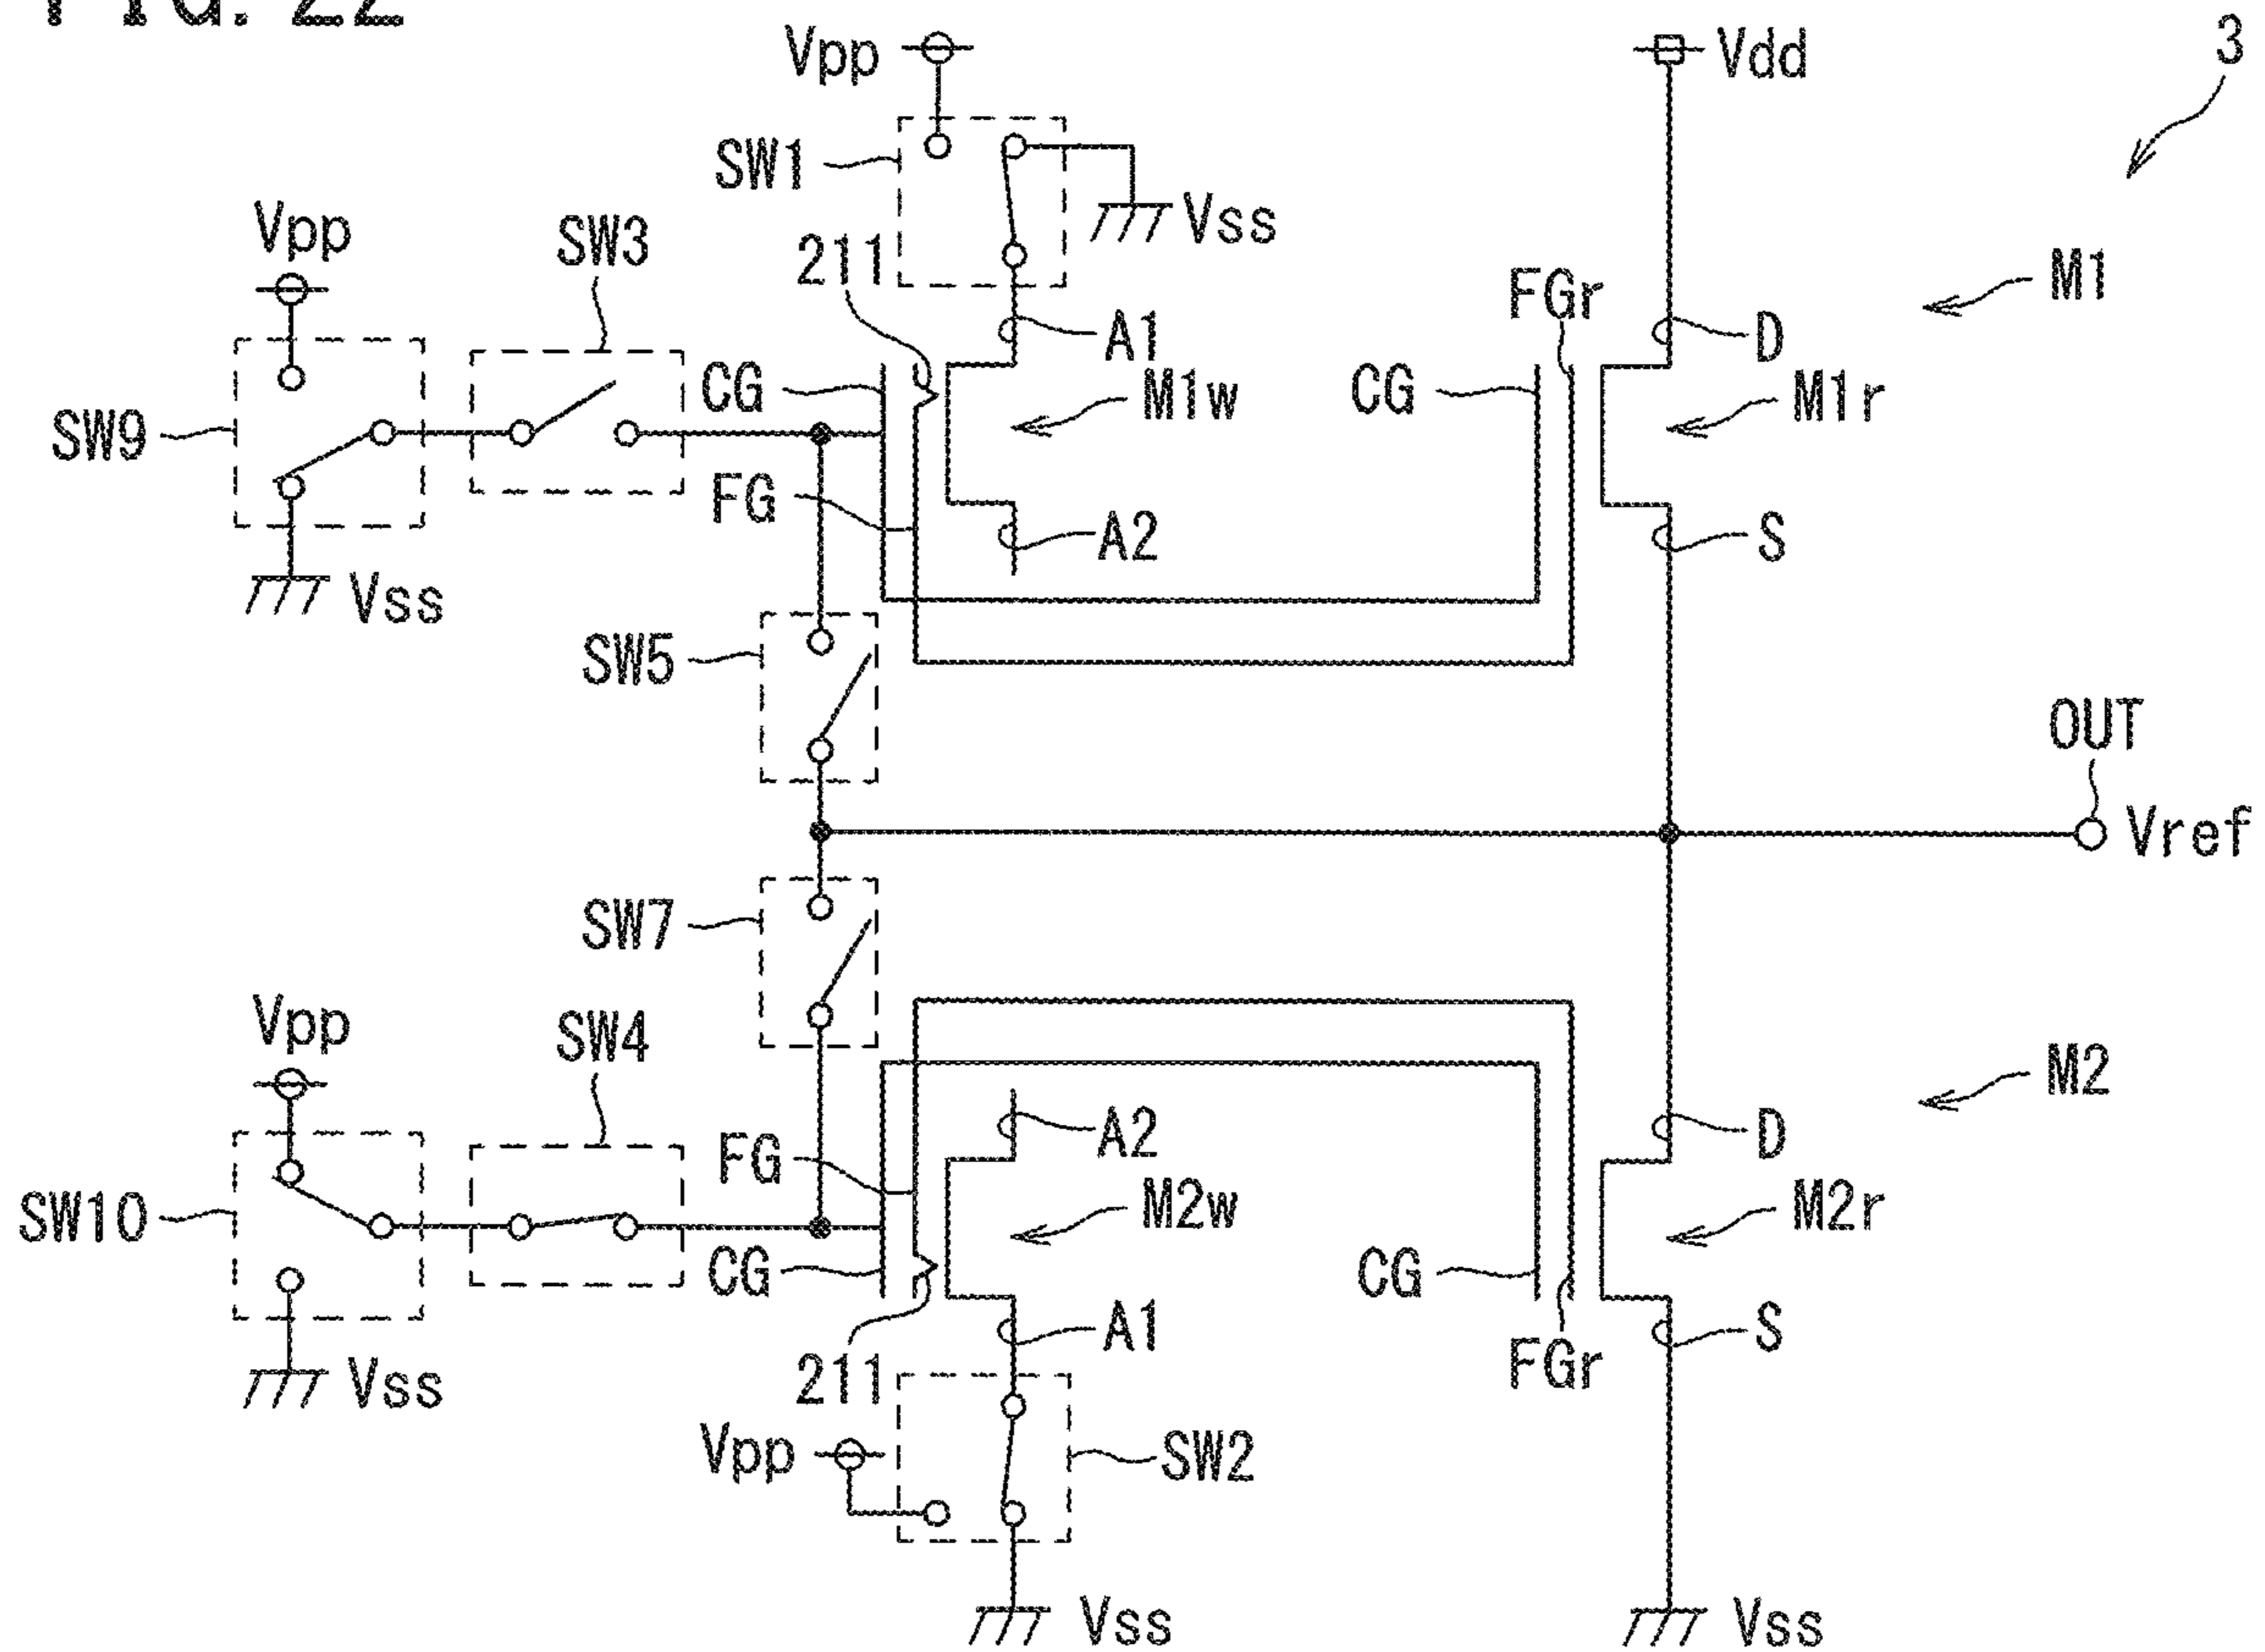 FIG. 22
Vpp
Vdd
3
SW1
Vss
Vpp
SW3
211
FGr
M1
A1
D
CG
M1w
CG
M1r
SW9
FG
A2
S
Vss
SW5
OUT
Vref
SW7
Vpp
SW4
M2
A2
D
FG
M2w
M2r
SW10
CG
CG
A1
S
211
FGr
Vss
Vpp
SW2
Vss
Vss